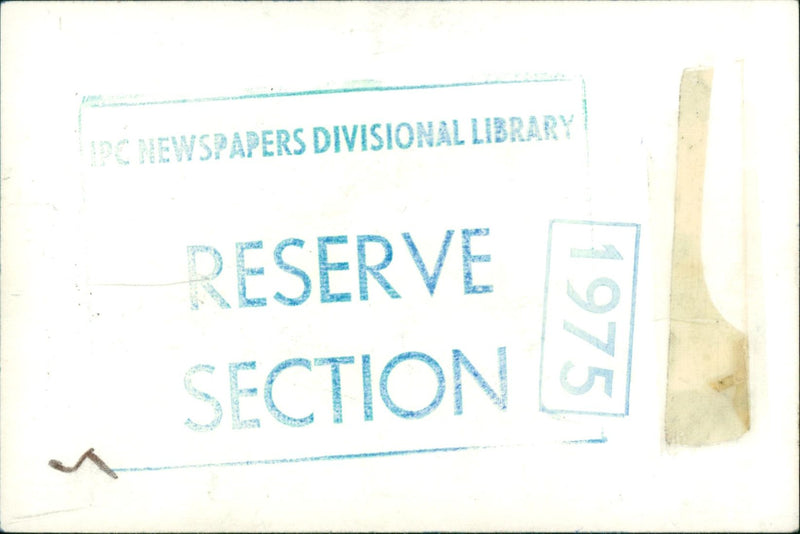 IPC NEWSPAPERS DIVISIONAL LIBRARY
RESERVE
SECTION
1975